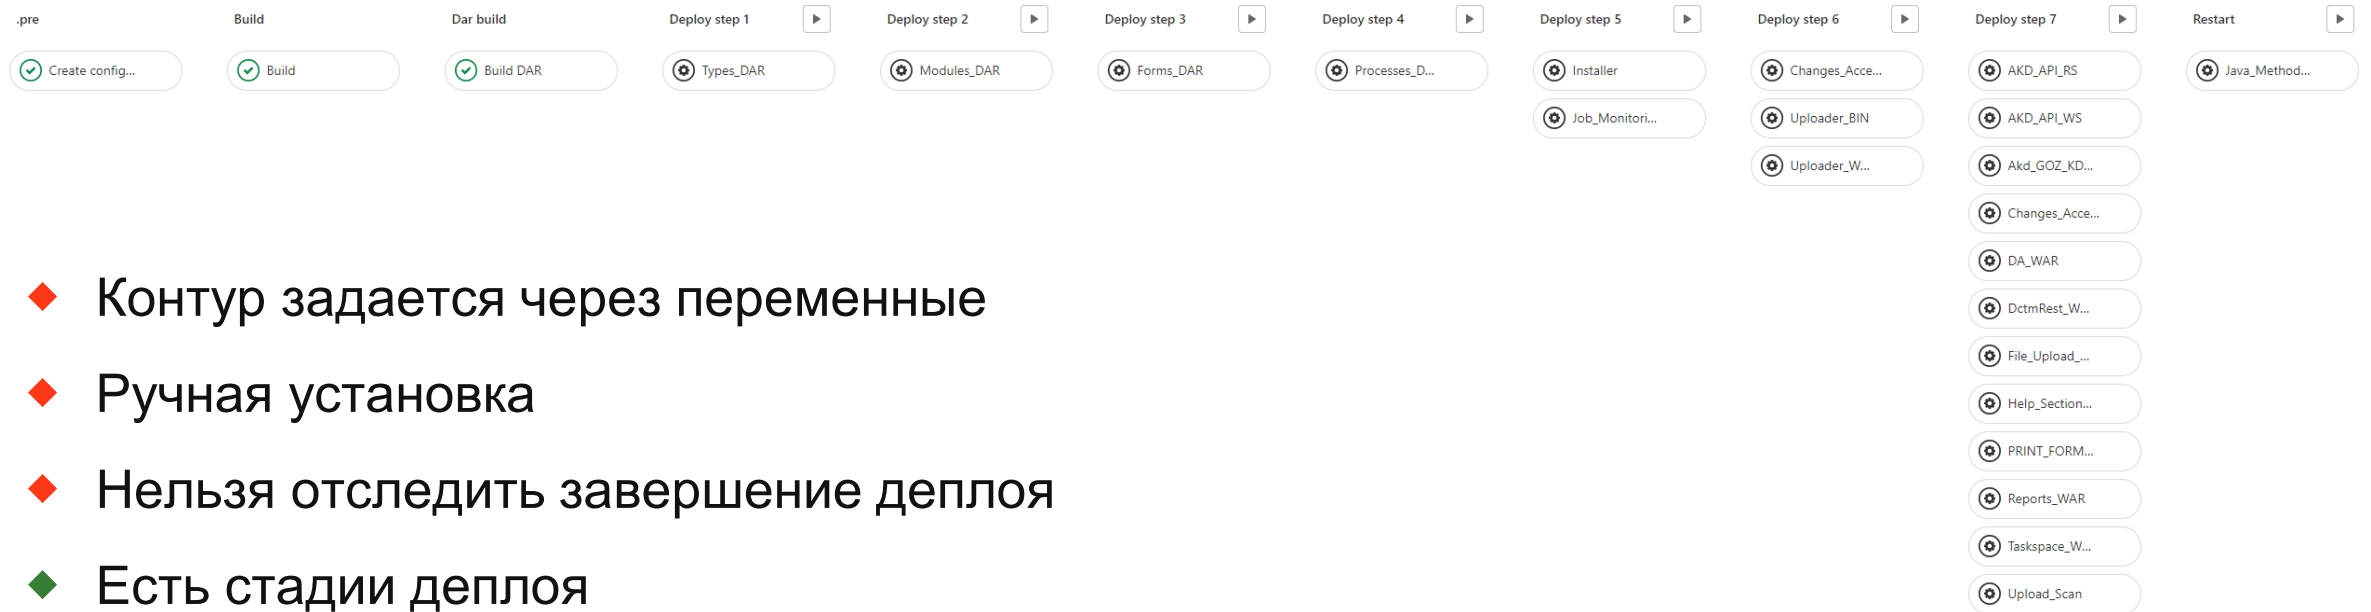 .pre
Build
Dar build
Deploy step 1
Deploy step 2
Deploy step 3
Deploy step 4
Deploy step 5
Deploy step 6
Deploy step 7
Restart
Create config...
Build
Build DAR
Types_DAR
Modules_DAR
Forms_DAR
Processes_D...
Installer
Changes_Acce...
AKD_API_RS
Java_Method...
Job_Monitori...
Uploader_BIN
AKD_API_WS
Uploader_W...
Akd_GOZ_KD...
Changes_Acce...
DA_WAR
DctmRest_W...
File_Upload_...
Help_Section...
PRINT_FORM...
Reports_WAR
Taskspace_W...
Upload_Scan
Контур задается через переменные
Ручная установка
Нельзя отследить завершение деплоя
Есть стадии деплоя